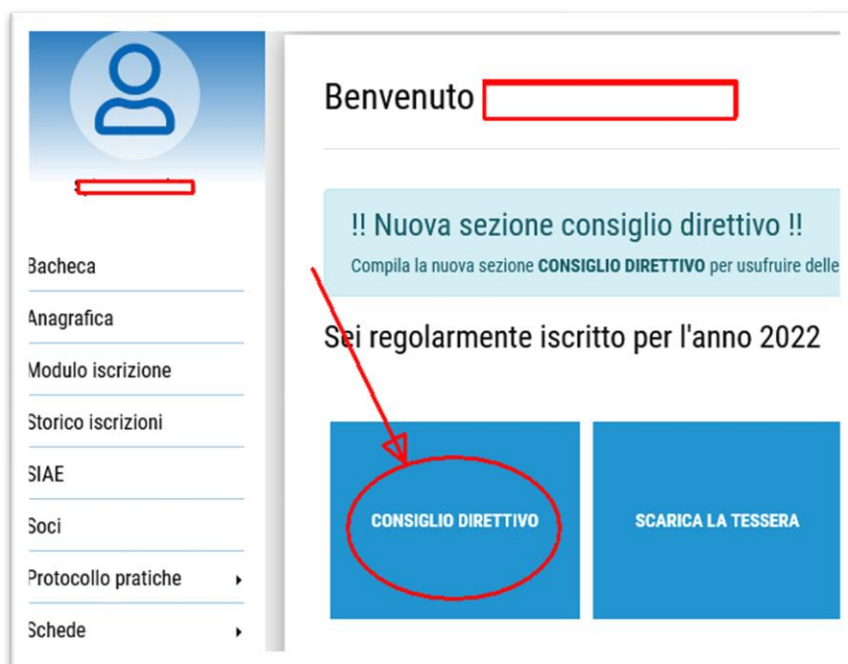 Benvenuto
!! Nuova sezione consiglio direttivo !!
Compila la nuova sezione CONSIGLIO DIRETTIVO per usufruire delle
Sei regolarmente iscritto per l'anno 2022
CONSIGLIO DIRETTIVO
SCARICA LA TESSERA
Bacheca
Anagrafica
Modulo iscrizione
Storico iscrizioni
SIAE
Soci
Protocollo pratiche
Schede